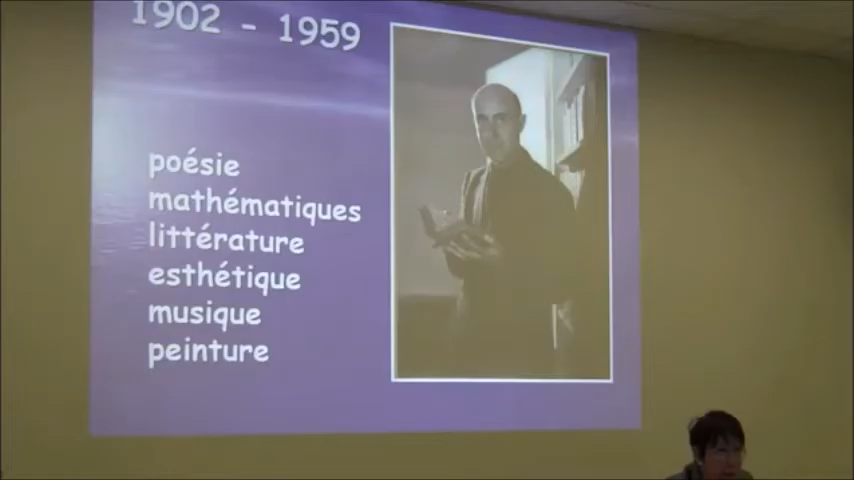 1902 - 1959
poésie
mathématiques
littérature
esthétique
musique
peinture